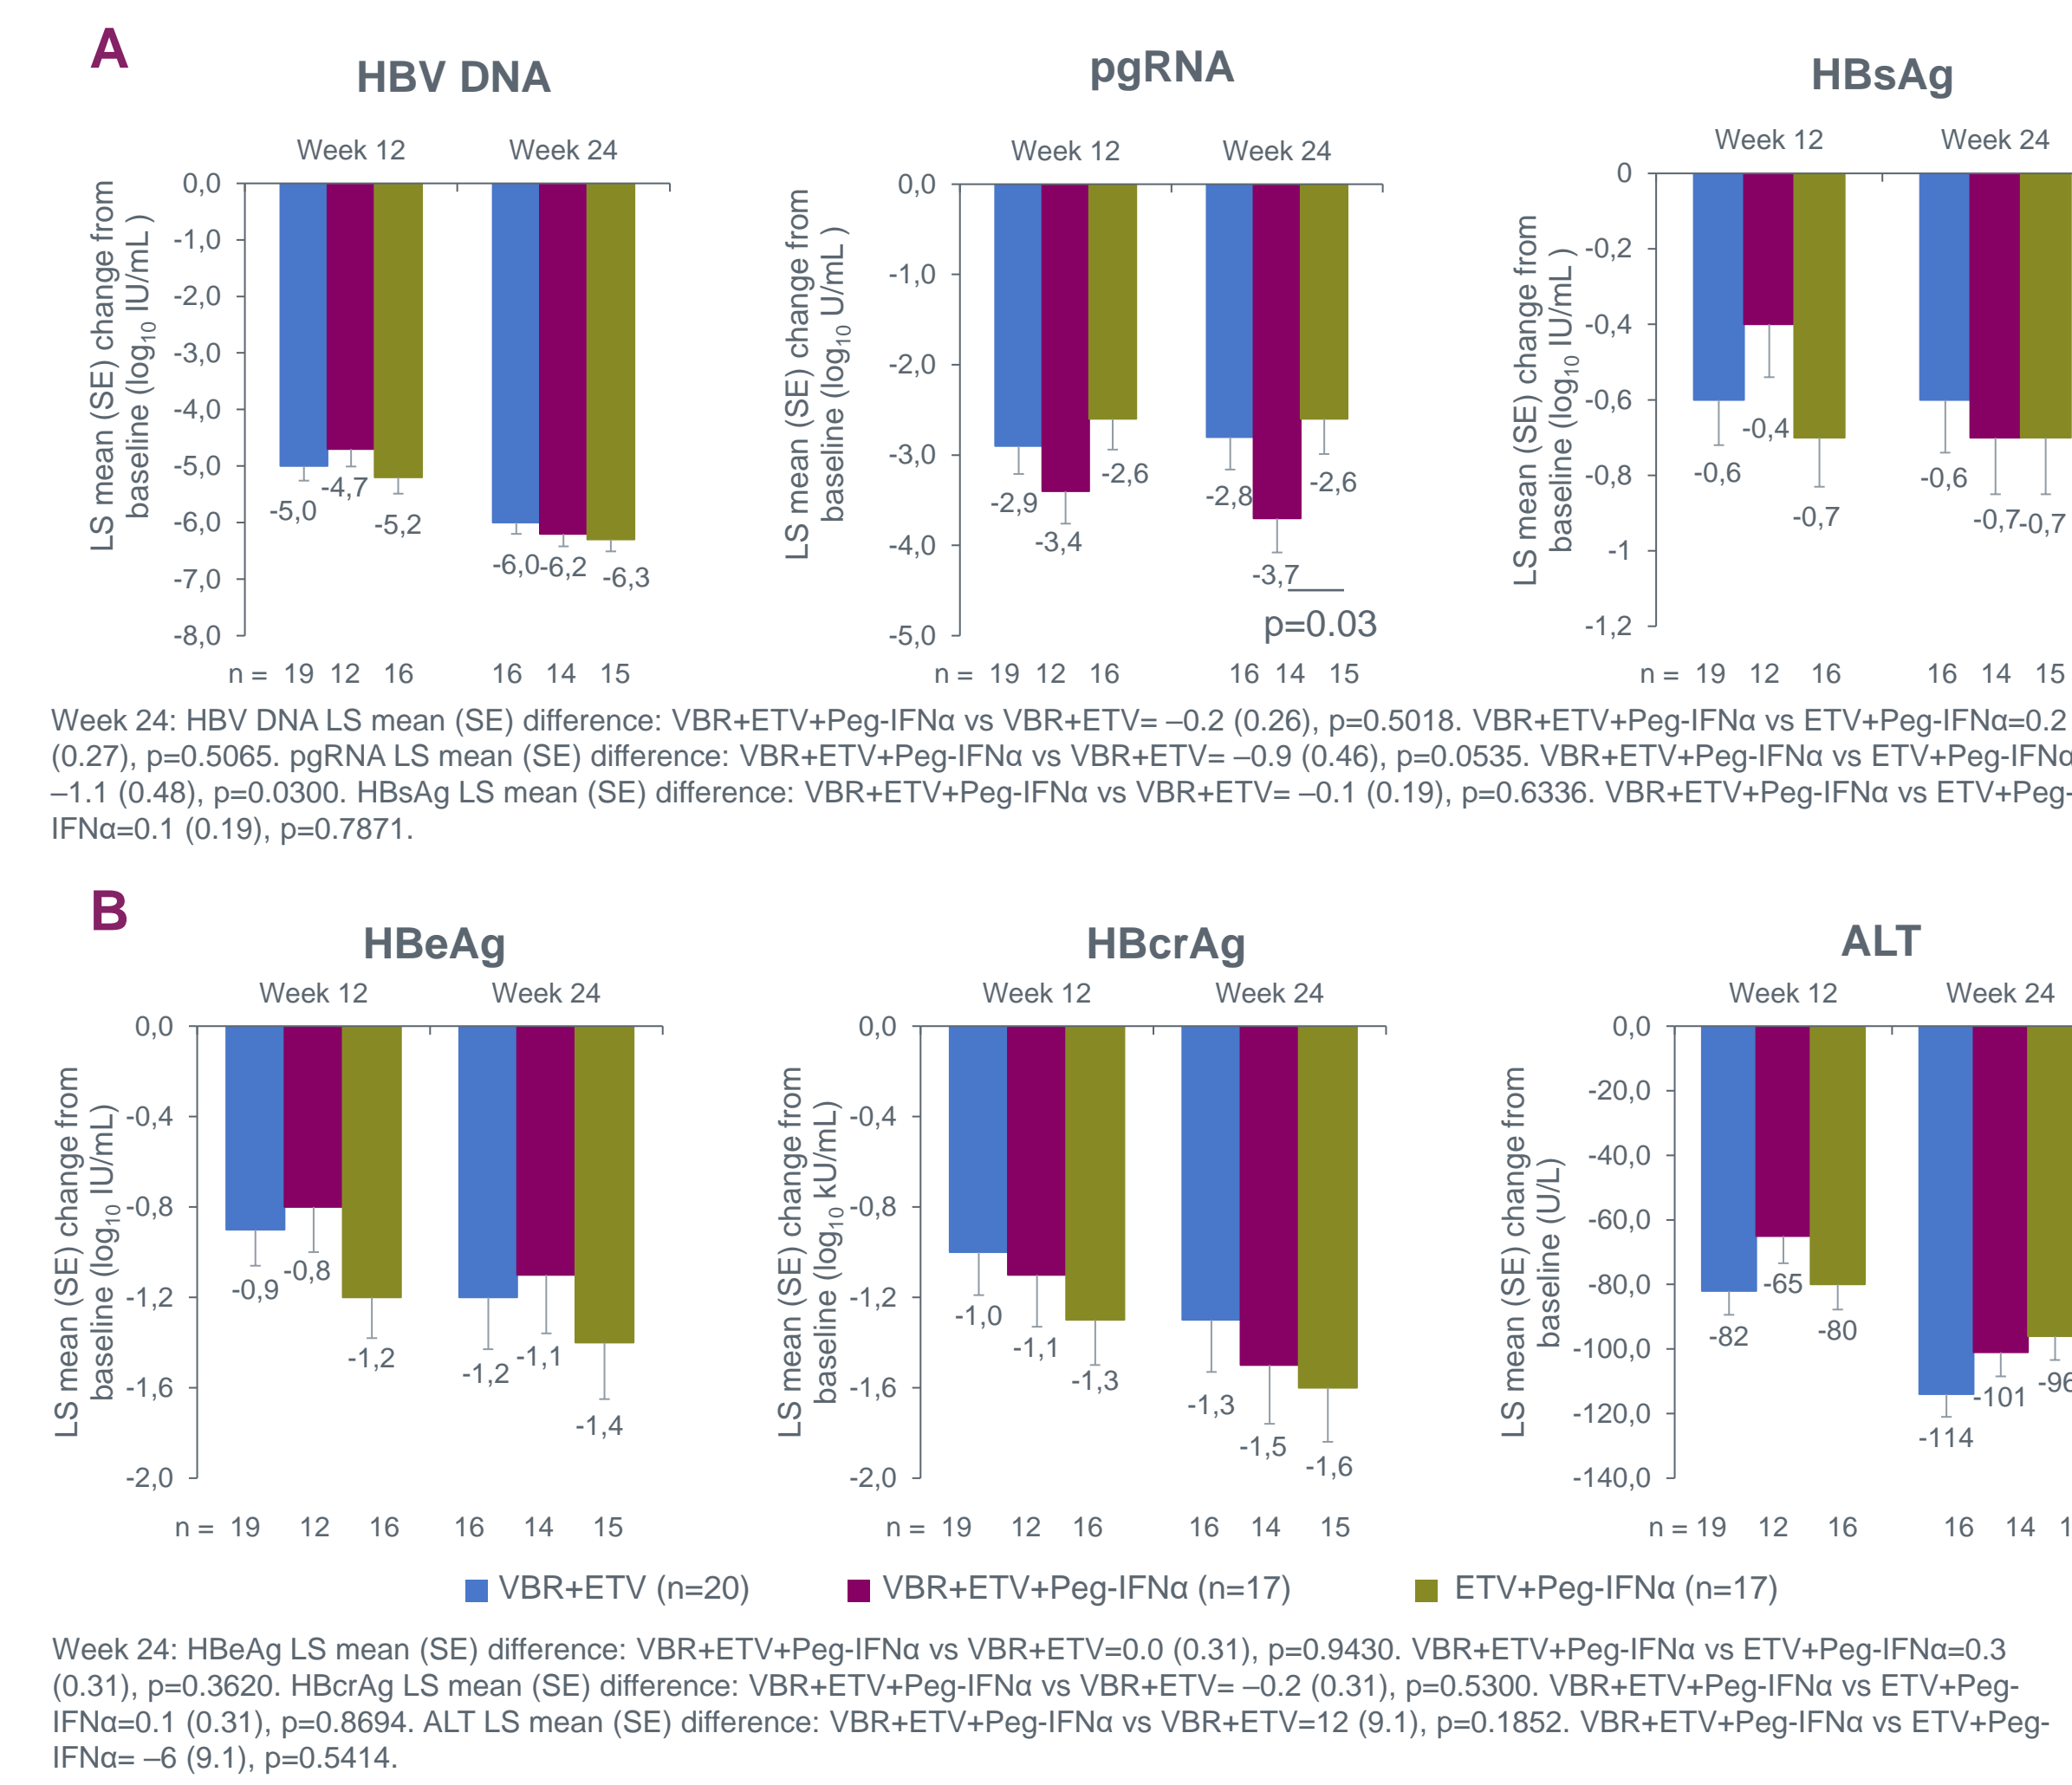 A
HBV DNA
pgRNA
HBsAg
Week 12 Week 24
Week 12 Week 24
Week 12 Week 24
LS mean (SE) change from
baseline (log10 IU/mL )
0,0
-1,0
-2,0
-3,0
-4,0
-5,0
-6,0
-7,0
-8,0
-5,0 -4,7 -5,2 -6,0 -6,2 -6,3
n = 19 12 16 16 14 15
LS mean (SE) change from
baseline (log10 U/mL )
0,0
-1,0
-2,0
-3,0
-4,0
-5,0
-2,9 -3,4 -2,6 -2,8 -3,7 -2,6
p=0.03
n = 19 12 16 16 14 15
LS mean (SE) change from
baseline (log10 IU/mL )
0
-0,2
-0,4
-0,6
-0,8
-1
-1,2
-0,6 -0,4 -0,7 -0,6 -0,7 -0,7
n = 19 12 16 16 14 15
Week 24: HBV DNA LS mean (SE) difference: VBR+ETV+Peg-IFNα vs VBR+ETV= –0.2 (0.26), p=0.5018. VBR+ETV+Peg-IFNα vs ETV+Peg-IFNα=0.2
(0.27), p=0.5065. pgRNA LS mean (SE) difference: VBR+ETV+Peg-IFNα vs VBR+ETV= –0.9 (0.46), p=0.0535. VBR+ETV+Peg-IFNα vs ETV+Peg-IFNα
–1.1 (0.48), p=0.0300. HBsAg LS mean (SE) difference: VBR+ETV+Peg-IFNα vs VBR+ETV= –0.1 (0.19), p=0.6336. VBR+ETV+Peg-IFNα vs ETV+Peg-
IFNα=0.1 (0.19), p=0.7871.
B
HBeAg
HBcrAg
ALT
Week 12 Week 24
Week 12 Week 24
Week 12 Week 24
LS mean (SE) change from
baseline (log10 IU/mL)
0,0
-0,4
-0,8
-1,2
-1,6
-2,0
-0,9 -0,8 -1,2 -1,2 -1,1 -1,4
n = 19 12 16 16 14 15
LS mean (SE) change from
baseline (log10 kU/mL)
0,0
-0,4
-0,8
-1,2
-1,6
-2,0
-1,0 -1,1 -1,3 -1,3 -1,5 -1,6
n = 19 12 16 16 14 15
LS mean (SE) change from
baseline (U/L)
0,0
-20,0
-40,0
-60,0
-80,0
-100,0
-120,0
-140,0
-82 -65 -80 -114 -101 -96
n = 19 12 16 16 14
VBR+ETV (n=20) VBR+ETV+Peg-IFNα (n=17) ETV+Peg-IFNα (n=17)
Week 24: HBeAg LS mean (SE) difference: VBR+ETV+Peg-IFNα vs VBR+ETV=0.0 (0.31), p=0.9430. VBR+ETV+Peg-IFNα vs ETV+Peg-IFNα=0.3
(0.31), p=0.3620. HBcrAg LS mean (SE) difference: VBR+ETV+Peg-IFNα vs VBR+ETV= –0.2 (0.31), p=0.5300. VBR+ETV+Peg-IFNα vs ETV+Peg-
IFNα=0.1 (0.31), p=0.8694. ALT LS mean (SE) difference: VBR+ETV+Peg-IFNα vs VBR+ETV=12 (9.1), p=0.1852. VBR+ETV+Peg-IFNα vs ETV+Peg-
IFNα= –6 (9.1), p=0.5414.